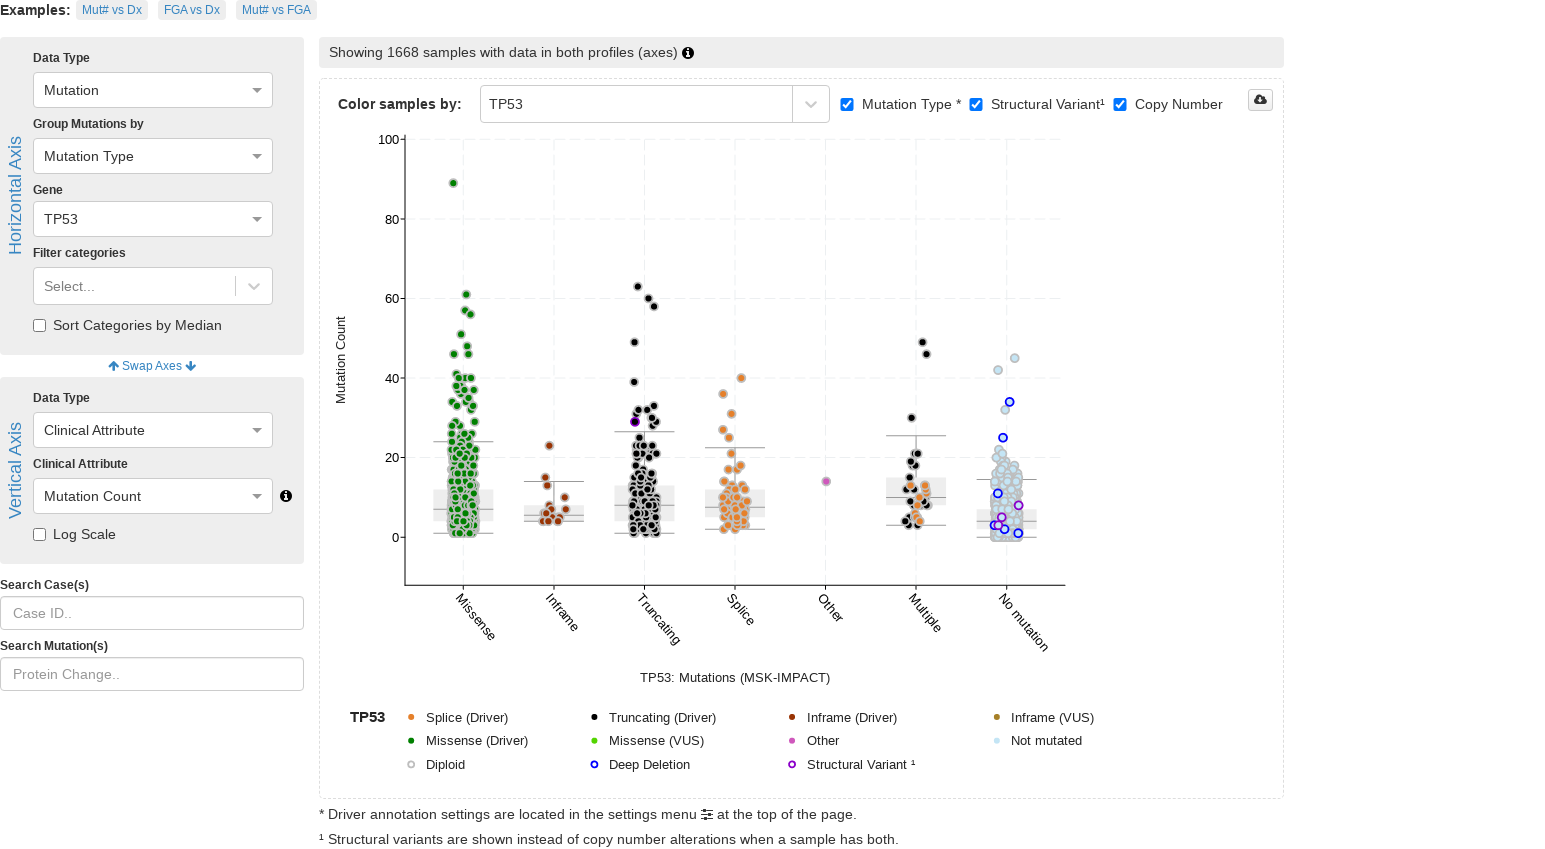 Examples: Mut# vs Dx FGA vs Dx Mut# vs FGA
Horizontal Axis
Data Type
Mutation
Group Mutations by
Mutation Type
Gene
TP53
Filter categories
Select...
Sort Categories by Median
Swap Axes
Vertical Axis
Data Type
Clinical Attribute
Clinical Attribute
Mutation Count
Log Scale
Search Case(s)
Case ID..
Search Mutation(s)
Protein Change..
Showing 1668 samples with data in both profiles (axes)
Color samples by: TP53 Mutation Type * Structural Variant¹ Copy Number
Mutation Count
100
80
60
40
20
0
Missense
Inframe
Truncating
Splice
Other
Multiple
No mutation
TP53: Mutations (MSK-IMPACT)
TP53 Splice (Driver) Truncating (Driver) Inframe (Driver) Inframe (VUS)
Missense (Driver) Missense (VUS) Other Not mutated
Diploid Deep Deletion Structural Variant ¹
* Driver annotation settings are located in the settings menu at the top of the page.
¹ Structural variants are shown instead of copy number alterations when a sample has both.